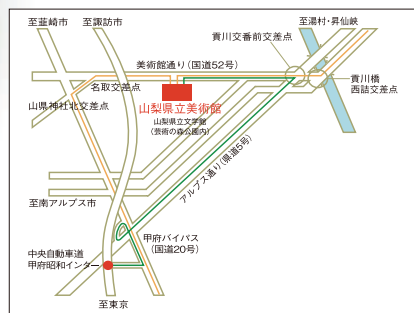 至韮崎市
至諏訪市
至湯村・昇仙峡
貢川交番前交差点
美術館通り(国道52号)
名取交差点
貢川橋
西詰交差点
山県神社北交差点
山梨県立美術館
山梨県立文学館
(芸術の森公園内)
アルプス通り(県道5号)
至南アルプス市
甲府バイパス
(国道20号)
中央自動車道
甲府昭和インター
至東京